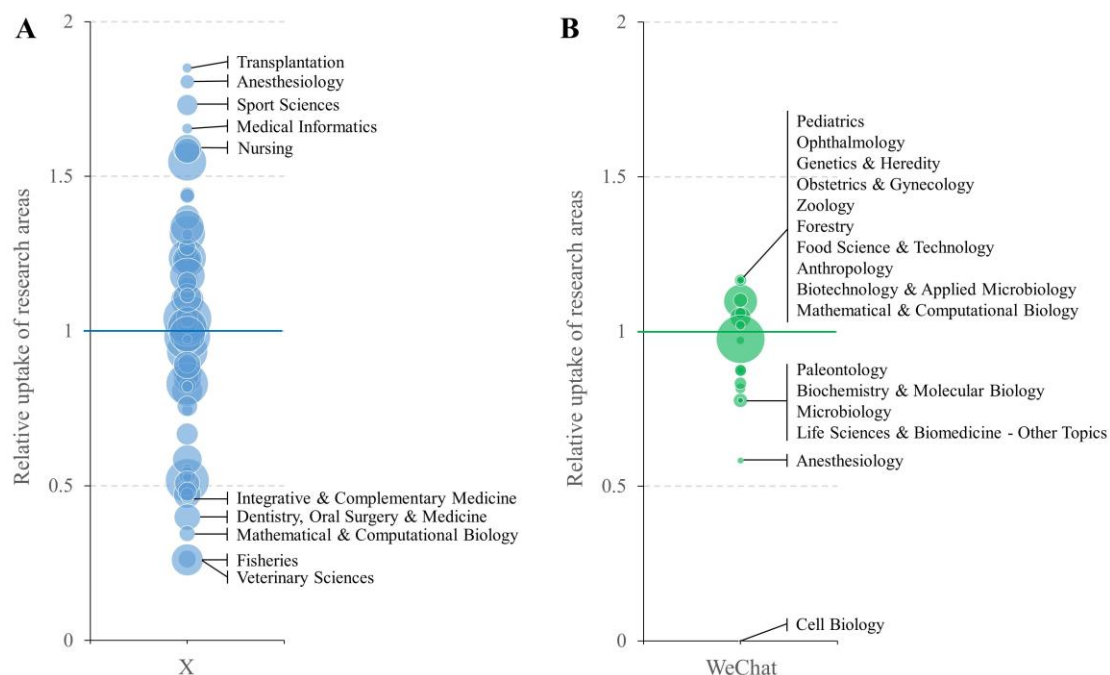 A
Relative uptake of research areas
2
1.5
1
0.5
0
Transplantation
Anesthesiology
Sport Sciences
Medical Informatics
Nursing
Integrative & Complementary Medicine
Dentistry, Oral Surgery & Medicine
Mathematical & Computational Biology
Fisheries
Veterinary Sciences
X
B
Relative uptake of research areas
2
1.5
1
0.5
0
Pediatrics
Ophthalmology
Genetics & Heredity
Obstetrics & Gynecology
Zoology
Forestry
Food Science & Technology
Anthropology
Biotechnology & Applied Microbiology
Mathematical & Computational Biology
Paleontology
Biochemistry & Molecular Biology
Microbiology
Life Sciences & Biomedicine - Other Topics
Anesthesiology
Cell Biology
WeChat